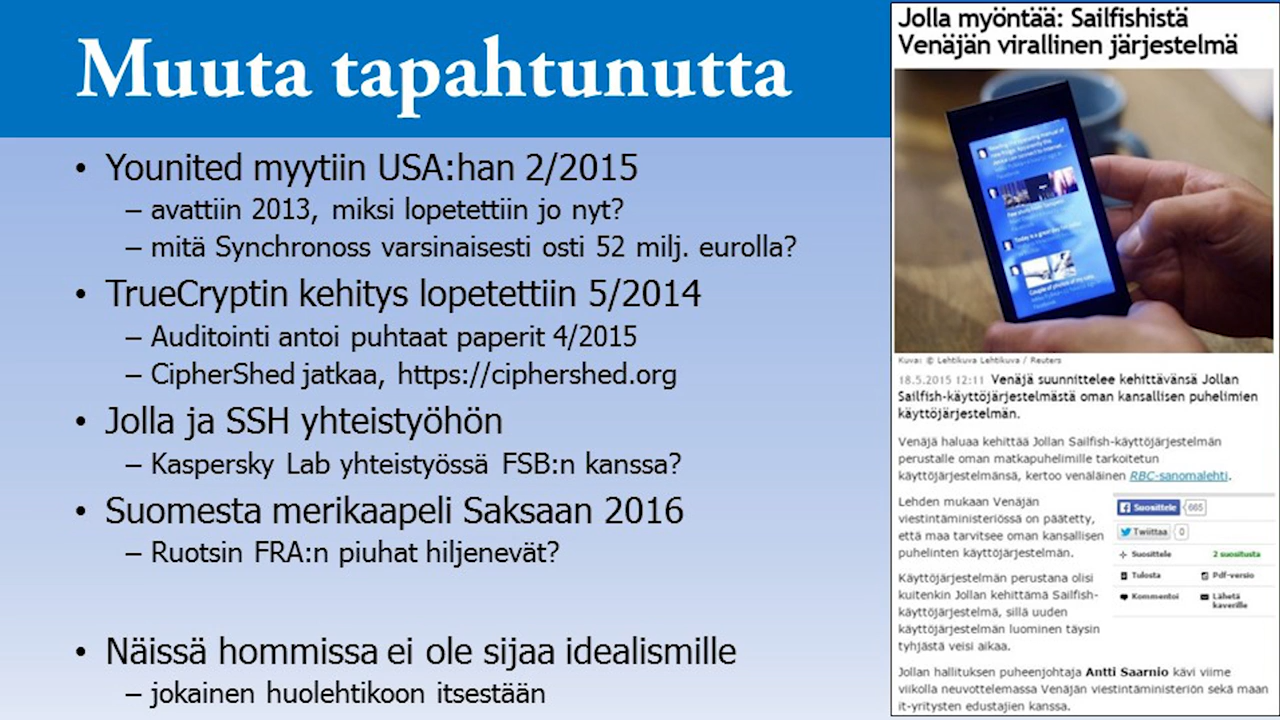 Muuta tapahtunutta
• Younited myytiin USA:han 2/2015
– avattiin 2013, miksi lopetettiin jo nyt?
– mitä Synchronoss varsinaisesti osti 52 milj. eurolla?
• TrueCryptin kehitys lopetettiin 5/2014
– Auditointi antoi puhtaat paperit 4/2015
– CipherShed jatkaa, https://ciphershed.org
• Jolla ja SSH yhteistyöhön
– Kaspersky Lab yhteistyössä FSB:n kanssa?
• Suomesta merikaapeli Saksaan 2016
– Ruotsin FRA:n piuhat hiljenevät?
• Näissä hommissa ei ole sijaa idealismille
– jokainen huolehtikoon itsestään
Jolla myöntää: Sailfishistä
Venäjän virallinen järjestelmä
Kuva: © Lehtikuva Lehtikuva / Reuters
18.5.2015 12:11 Venäjä suunnittelee kehittävänsä Jollan
Sailfish-käyttöjärjestelmästä oman kansallisen puhelimien
käyttöjärjestelmän.
Venäjä haluaa kehittää Jollan Sailfish-käyttöjärjestelmän
perustalle oman matkapuhelimille tarkoitetun
käyttöjärjestelmänsä, kertoo venäläinen RBC-sanomalehti.
Lehden mukaan Venäjän
viestintäministeriössä on päätetty,
että maa tarvitsee oman kansallisen
puhelinten käyttöjärjestelmän.
Käyttöjärjestelmän perustana olisi
kuitenkin Jollan kehittämä Sailfish-
käyttöjärjestelmä, sillä uuden
käyttöjärjestelmän luominen täysin
tyhjästä veisi aikaa.
Suosittele 665
Twiittaa 0
Suosittele 2 suositusta
Tulosta Pdf-versio
Kommentoi Lähetä
kaverille
Jollan hallituksen puheenjohtaja Antti Saarnio kävi viime
viikolla neuvottelemassa Venäjän viestintäministeriön sekä maan
it-yritysten edustajien kanssa.